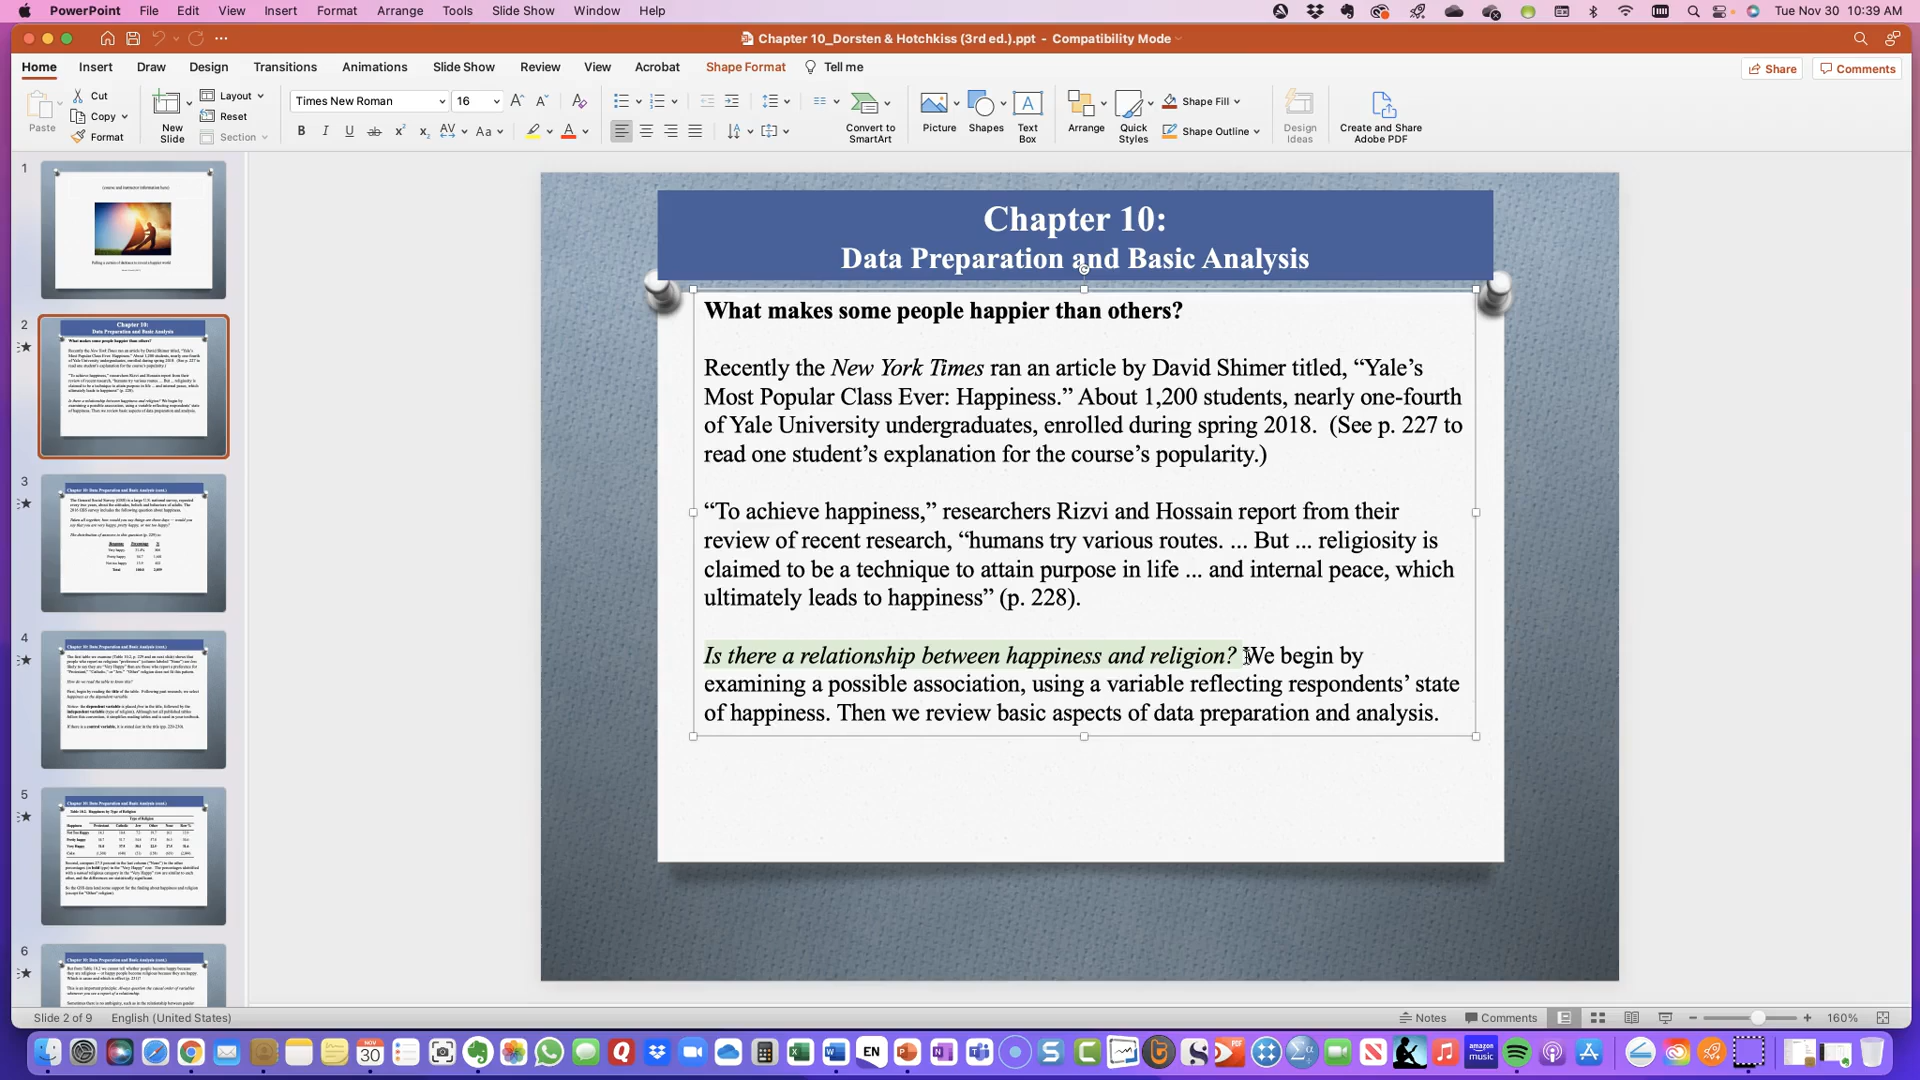 PowerPoint File Edit View Insert Format Arrange Tools Slide Show Window Help
Tue Nov 30 10:39 AM
Chapter 10_Dorsten & Hotchkiss (3rd ed.).ppt - Compatibility Mode
Home Insert Draw Design Transitions Animations Slide Show Review View Acrobat Shape Format Tell me
Share Comments
Paste
Cut
Copy
Format
New Slide
Layout
Reset
Section
Times New Roman 16
Convert to SmartArt
Picture
Shapes
Text Box
Arrange
Quick Styles
Shape Fill
Shape Outline
Design Ideas
Create and Share Adobe PDF
1
2
3
4
5
6
Chapter 10:
Data Preparation and Basic Analysis
What makes some people happier than others?
Recently the New York Times ran an article by David Shimer titled, “Yale’s
Most Popular Class Ever: Happiness.” About 1,200 students, nearly one-fourth
of Yale University undergraduates, enrolled during spring 2018. (See p. 227 to
read one student’s explanation for the course’s popularity.)
“To achieve happiness,” researchers Rizvi and Hossain report from their
review of recent research, “humans try various routes. ... But ... religiosity is
claimed to be a technique to attain purpose in life ... and internal peace, which
ultimately leads to happiness” (p. 228).
Is there a relationship between happiness and religion? We begin by
examining a possible association, using a variable reflecting respondents’ state
of happiness. Then we review basic aspects of data preparation and analysis.
Slide 2 of 9 English (United States)
Notes Comments 160%
NOV
30
EN
amazon music